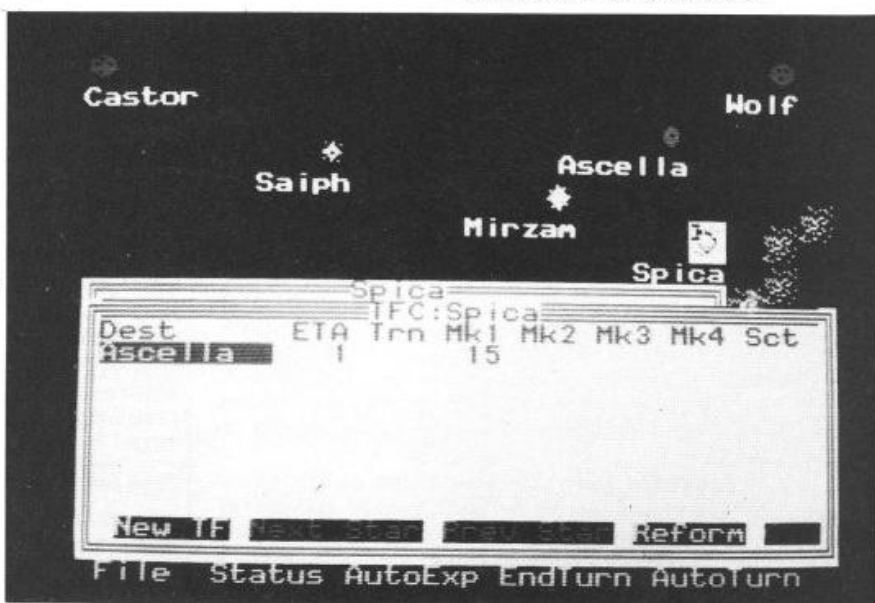 Castor
Wolf
Ascella
Saiph
Mirzam
Spica
Spica
TFC:Spica
Dest ETA Trn Mk1 Mk2 Mk3 Mk4 Sct
Ascella 1 15
New TF Next Star Prev Star Reform
File Status AutoExp EndTurn AutoTurn